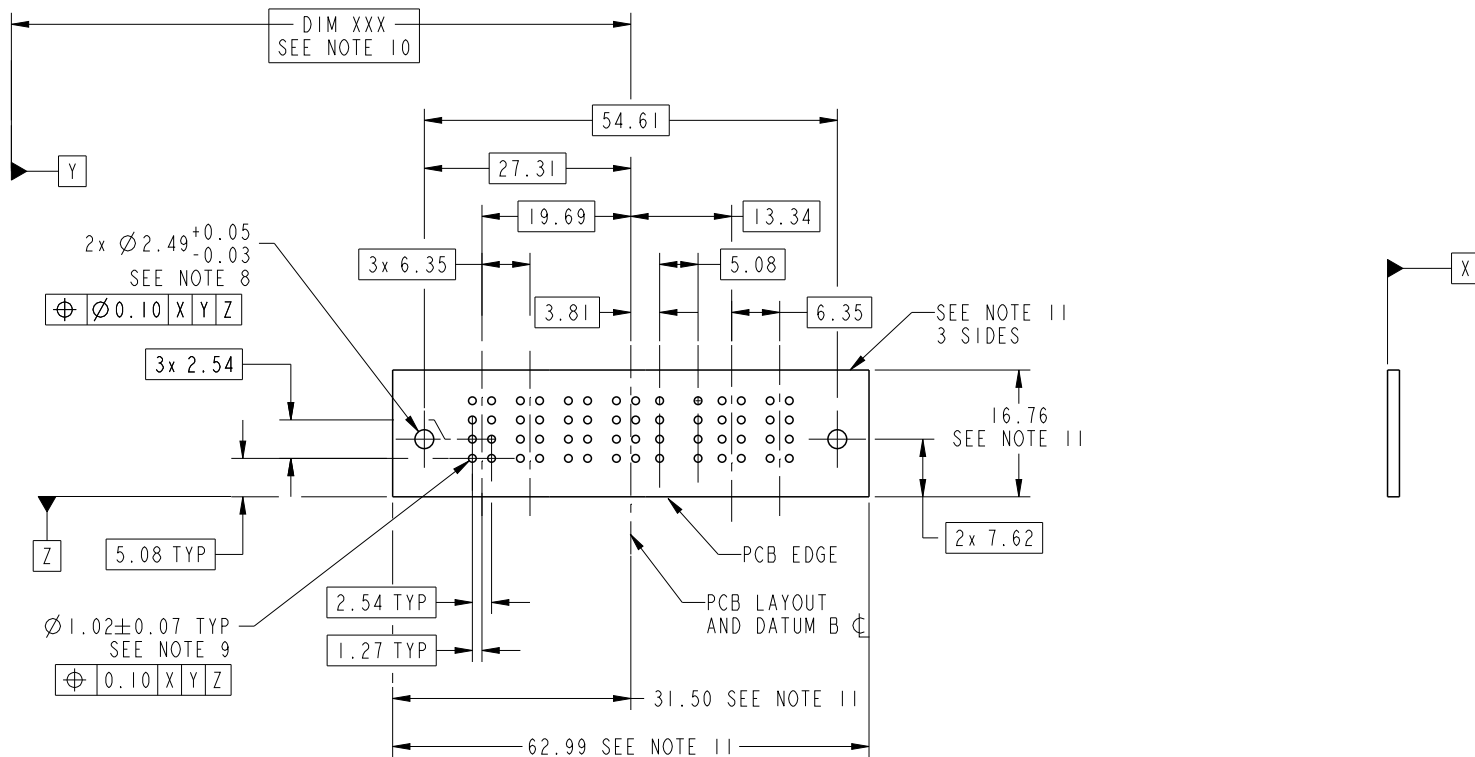 DIM XXX
SEE NOTE 10
54.61
Y
27.31
19.69
13.34
2x Ø2.49 +0.05
-0.03
SEE NOTE 8
3x 6.35
5.08
X
⌖ Ø0.10 X Y Z
3.81
6.35
SEE NOTE 11
3 SIDES
3x 2.54
16.76
SEE NOTE 11
2x 7.62
Z
5.08 TYP
PCB EDGE
2.54 TYP
PCB LAYOUT
AND DATUM B ℄
Ø1.02±0.07 TYP
SEE NOTE 9
1.27 TYP
⌖ 0.10 X Y Z
31.50 SEE NOTE 11
62.99 SEE NOTE 11